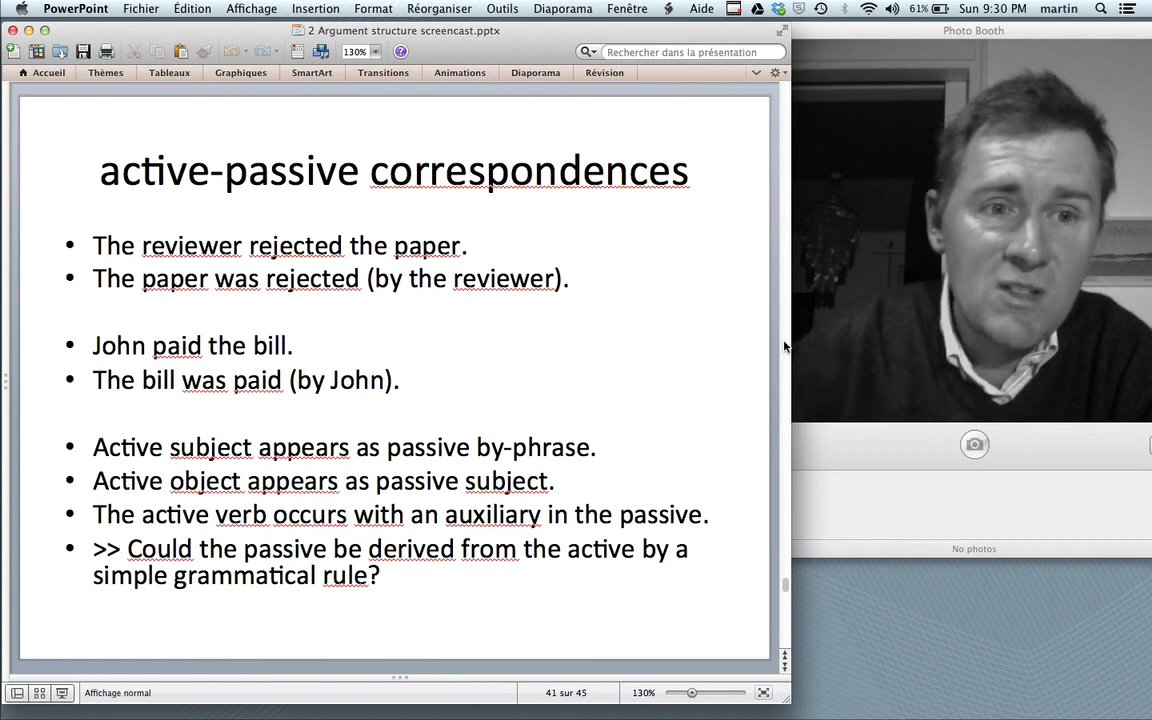 PowerPoint Fichier Édition Affichage Insertion Format Réorganiser Outils Diaporama Fenêtre Aide 61% Sun 9:30 PM martin
2 Argument structure screencast.pptx
Photo Booth
130% Rechercher dans la présentation
Accueil Thèmes Tableaux Graphiques SmartArt Transitions Animations Diaporama Révision
active-passive correspondences
• The reviewer rejected the paper.
• The paper was rejected (by the reviewer).
• John paid the bill.
• The bill was paid (by John).
• Active subject appears as passive by-phrase.
• Active object appears as passive subject.
• The active verb occurs with an auxiliary in the passive.
• >> Could the passive be derived from the active by a
simple grammatical rule?
No photos
Affichage normal 41 sur 45 130%